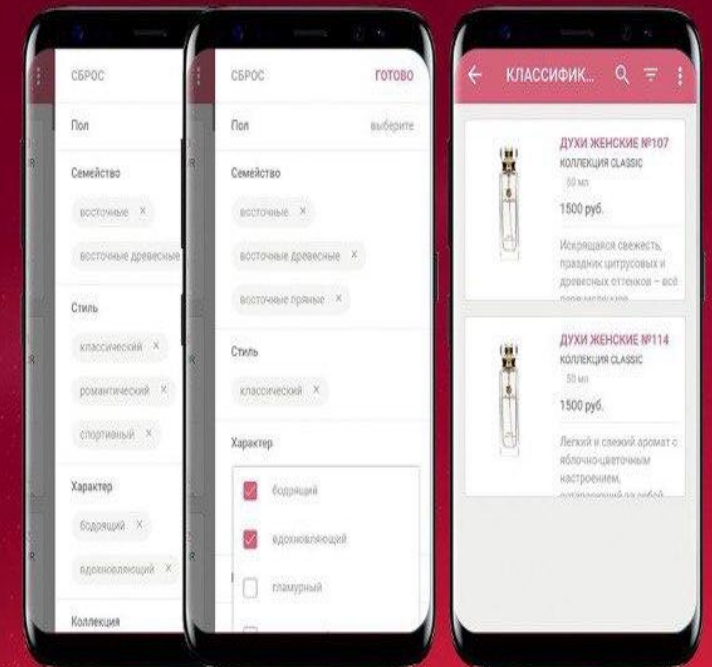 СБРОС
Пол
Семейство
восточные ×
восточные древесные
Стиль
классический ×
романтический ×
спортивный ×
Характер
бодрящий ×
вдохновляющий ×
Коллекция
СБРОС ГОТОВО
Пол выберите
Семейство
восточные ×
восточные древесные ×
восточные пряные ×
Стиль
классический ×
Характер
бодрящий
вдохновляющий
гламурный
КЛАССИФИК...
ДУХИ ЖЕНСКИЕ №107
КОЛЛЕКЦИЯ CLASSIC
50 мл
1500 руб.
Искрящаяся свежесть,
праздник цитрусовых и
древесных оттенков – всё
ДУХИ ЖЕНСКИЕ №114
КОЛЛЕКЦИЯ CLASSIC
50 мл
1500 руб.
Легкий и свежий аромат с
яблочно-цветочным
настроением,